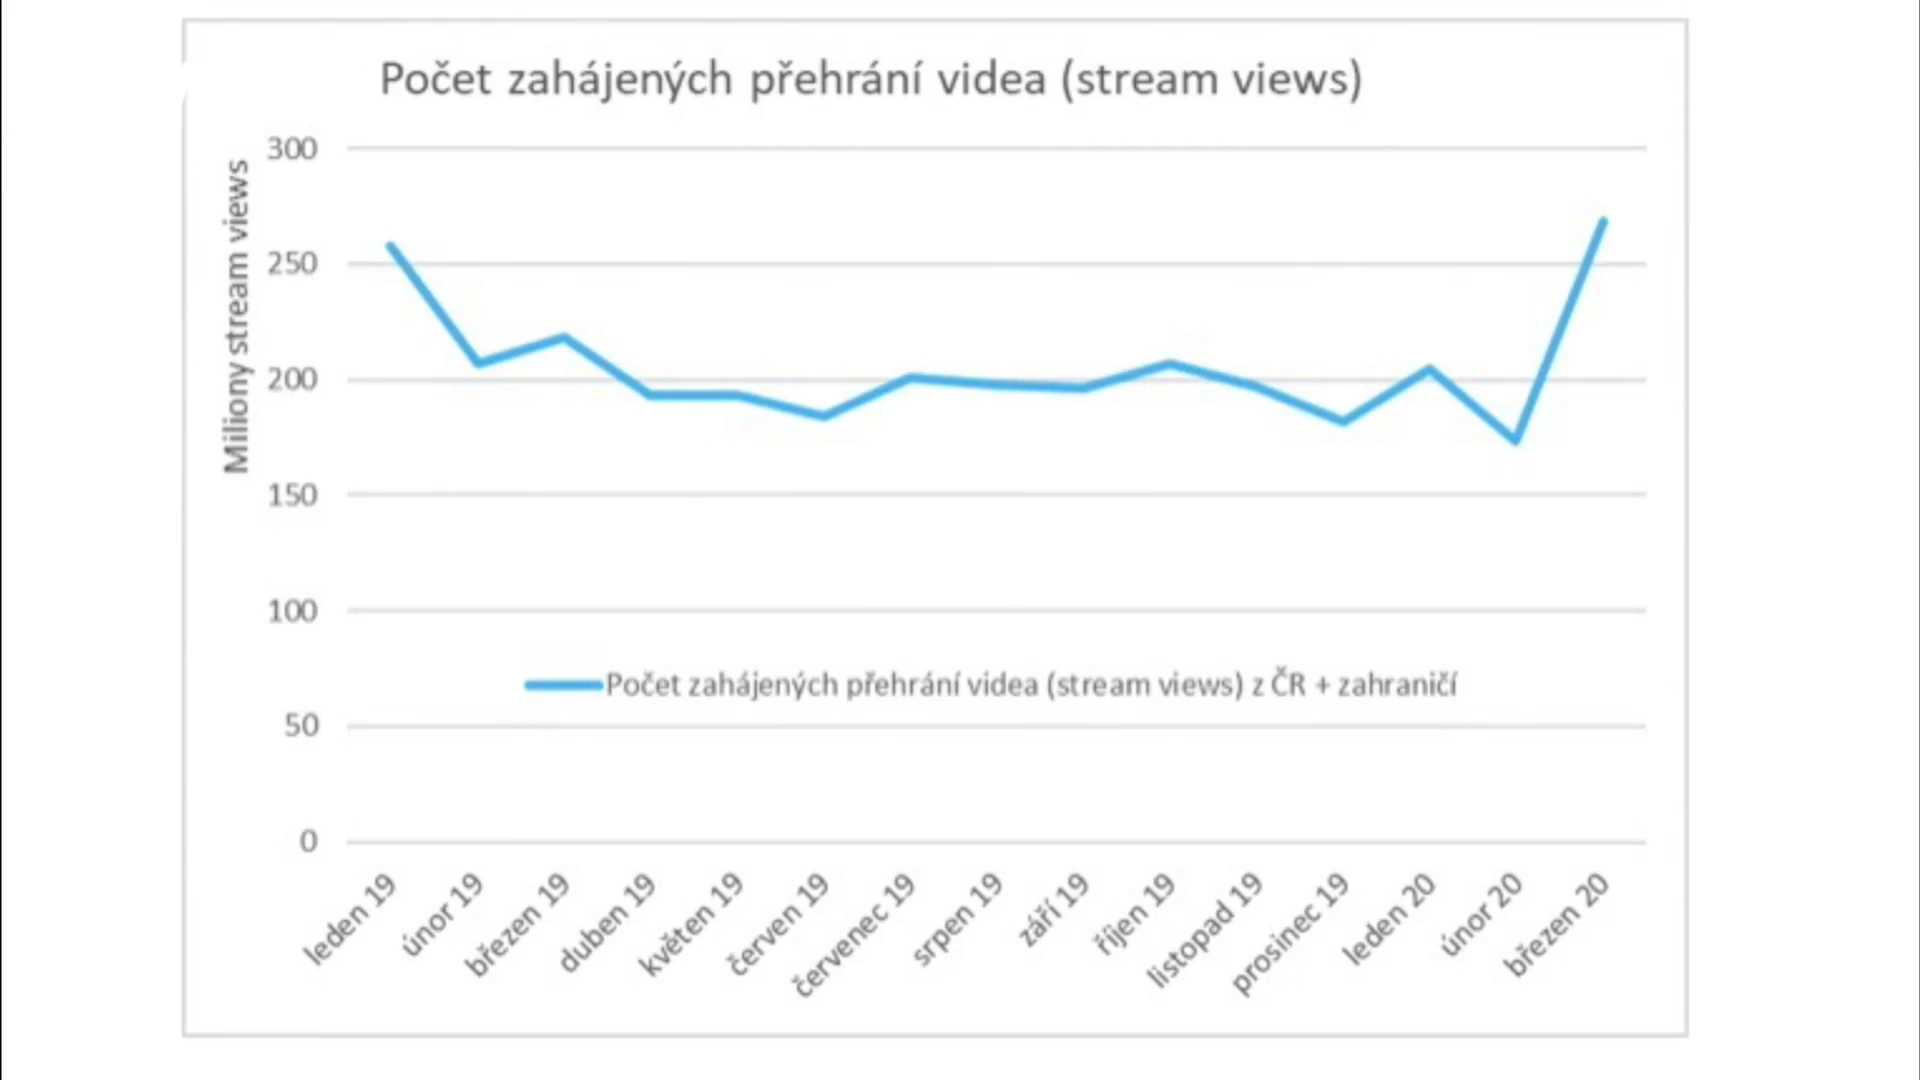 Počet zahájených přehrání videa (stream views)
Miliony stream views
300
250
200
150
100
50
0
Počet zahájených přehrání videa (stream views) z ČR + zahraničí
leden 19
únor 19
březen 19
duben 19
květen 19
červen 19
červenec 19
srpen 19
září 19
říjen 19
listopad 19
prosinec 19
leden 20
únor 20
březen 20